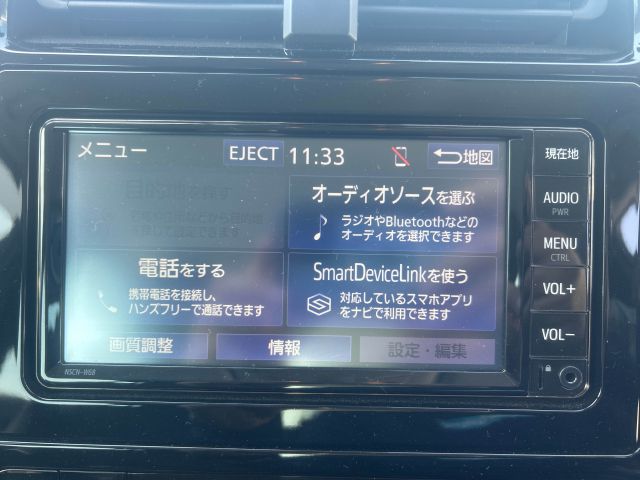 メニュー
EJECT
11:33
地図
目的地を探す
オーディオソースを選ぶ
ラジオやBluetoothなどの
オーディオを選択できます
電話をする
携帯電話を接続し、
ハンズフリーで通話できます
SmartDeviceLinkを使う
対応しているスマホアプリ
をナビで利用できます
画質調整
情報
設定・編集
NSCN-W68
現在地
AUDIO
PWR
MENU
CTRL
VOL+
VOL−